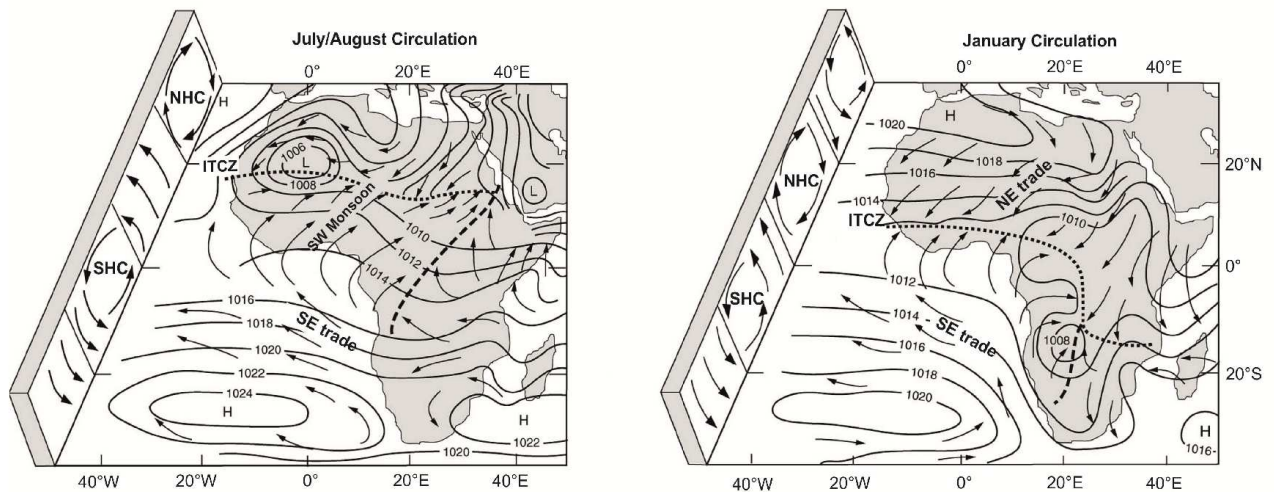 July/August Circulation
0°
20°E
40°E
NHC
H
ITCZ
1006
L
1008
L
SW Monsoon
1010
SHC
1012
1014
1016
1018
SE trade
1020
1022
1024
H
H
1022
1020
40°W
20°W
0°
20°E
40°E
January Circulation
0°
20°E
40°E
H
1020
1018
20°N
1016
NE trade
NHC
1014
1010
ITCZ
0°
1012
SHC
1014
SE trade
1008
1016
1018
20°S
1020
H
1016
40°W
20°W
0°
20°E
40°E